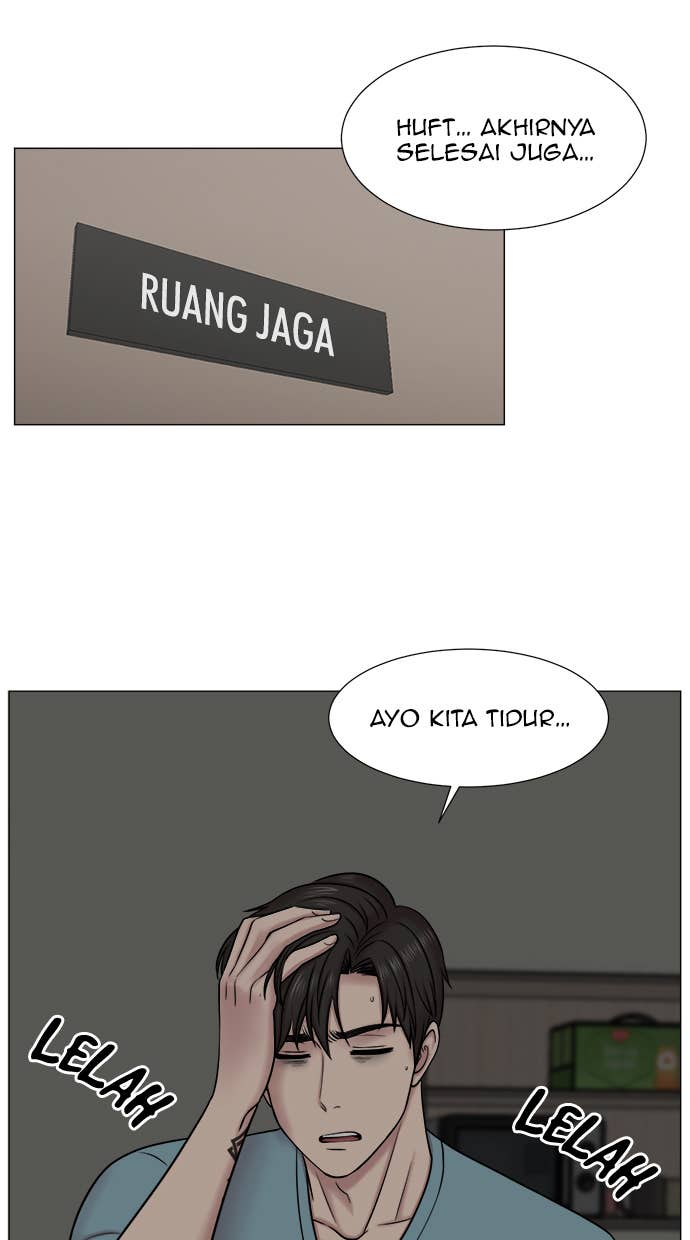 HUFT... AKHIRNYA
SELESAI JUGA...
RUANG JAGA
AYO KITA TIDUR...
LELAH
LELAH